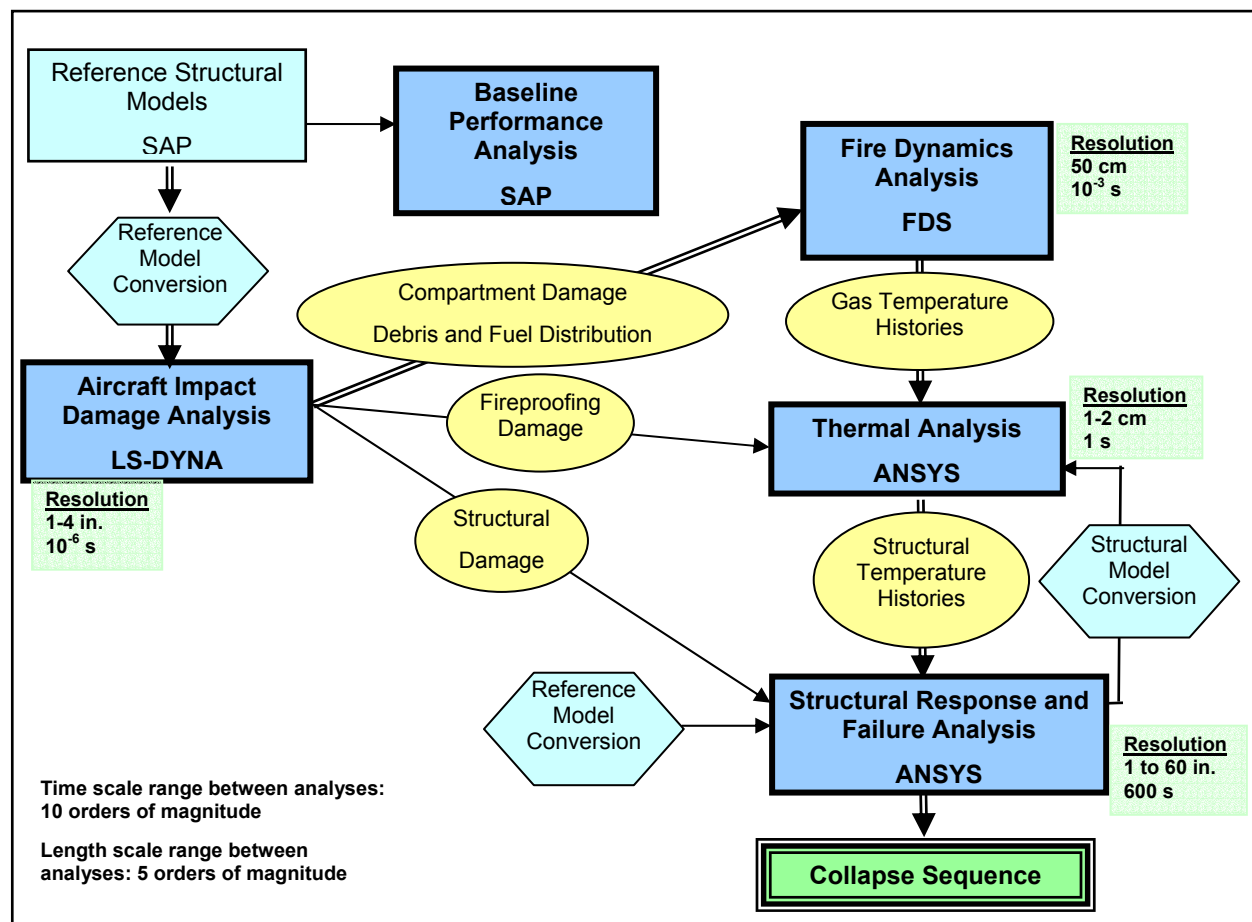 Reference Structural
Models
SAP
Baseline
Performance
Analysis
SAP
Fire Dynamics
Analysis
FDS
Resolution
50 cm
10⁻³ s
Reference
Model
Conversion
Compartment Damage
Debris and Fuel Distribution
Gas Temperature
Histories
Aircraft Impact
Damage Analysis
LS-DYNA
Resolution
1-4 in.
10⁻⁶ s
Fireproofing
Damage
Thermal Analysis
ANSYS
Resolution
1-2 cm
1 s
Structural
Damage
Structural
Temperature
Histories
Structural
Model
Conversion
Reference
Model
Conversion
Structural Response and
Failure Analysis
ANSYS
Resolution
1 to 60 in.
600 s
Time scale range between analyses:
10 orders of magnitude
Length scale range between
analyses: 5 orders of magnitude
Collapse Sequence